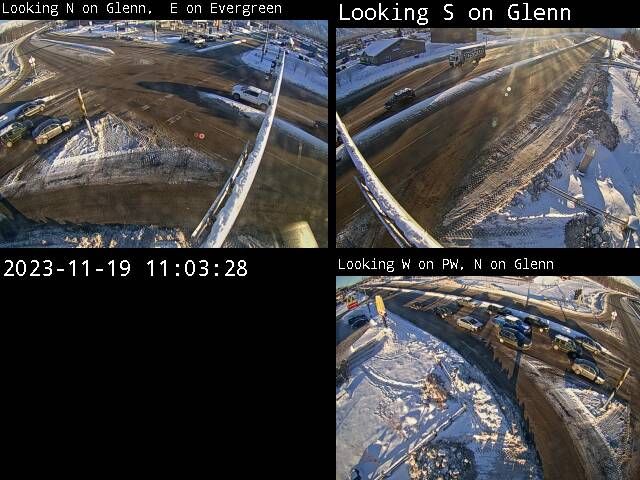 Looking N on Glenn,  E on Evergreen
Looking S on Glenn
2023-11-19 11:03:28
Looking W on PW, N on Glenn